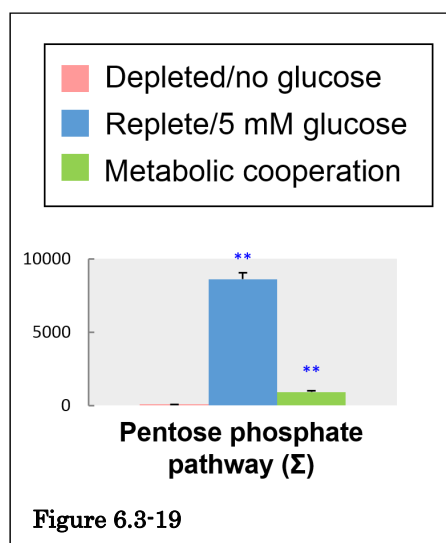 Depleted/no glucose
Replete/5 mM glucose
Metabolic cooperation
10000
**
5000
**
0
Pentose phosphate
pathway (Σ)
Figure 6.3-19